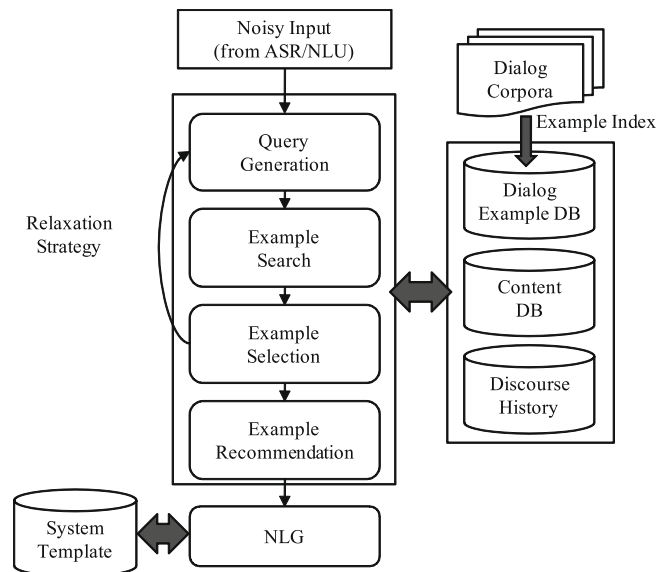 Noisy Input
(from ASR/NLU)
Dialog
Corpora
Example Index
Query
Generation
Dialog
Example DB
Relaxation
Strategy
Example
Search
Content
DB
Example
Selection
Discourse
History
Example
Recommendation
System
Template
NLG